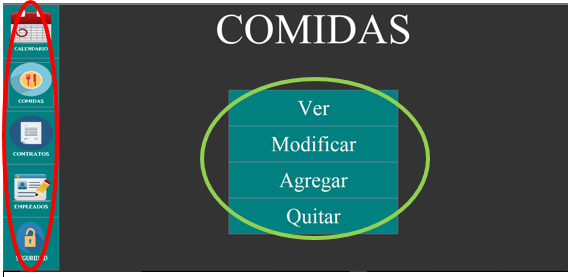 COMIDAS
CALENDARIO
COMIDAS
CONTRATOS
EMPLEADOS
SEGURIDAD
Ver
Modificar
Agregar
Quitar